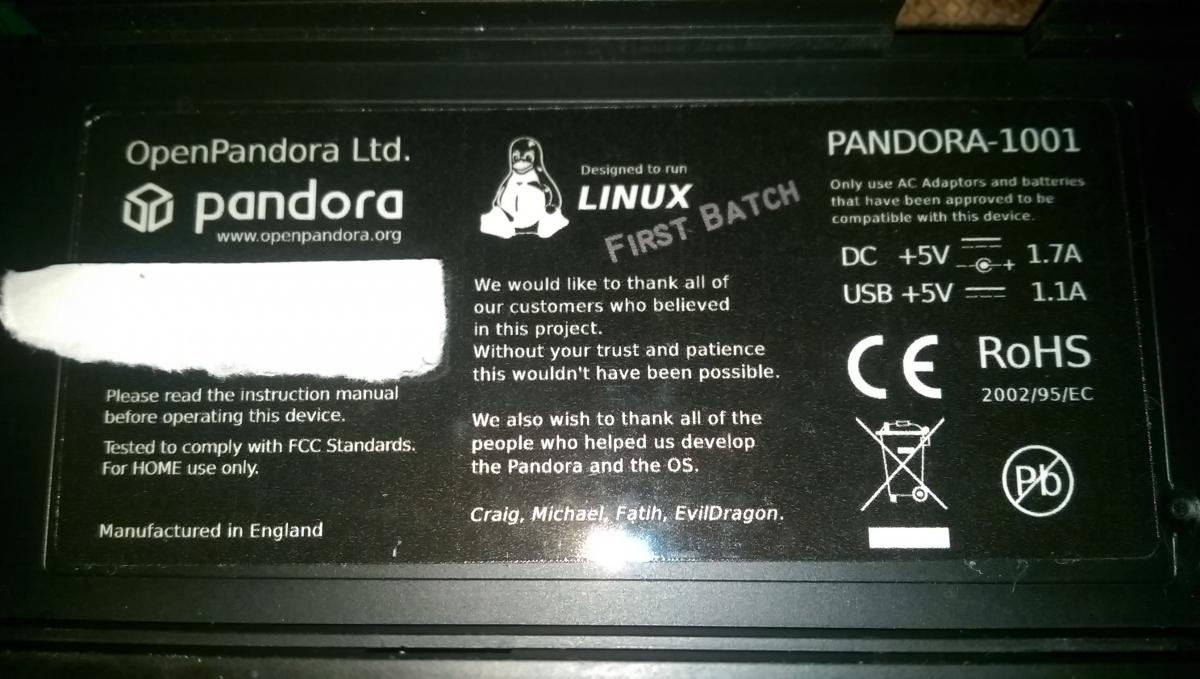 OpenPandora Ltd.
pandora
www.openpandora.org
Please read the instruction manual
before operating this device.
Tested to comply with FCC Standards.
For HOME use only.
Manufactured in England
Designed to run
LINUX
FIRST BATCH
We would like to thank all of
our customers who believed
in this project.
Without your trust and patience
this wouldn't have been possible.
We also wish to thank all of the
people who helped us develop
the Pandora and the OS.
Craig, Michael, Fatih, EvilDragon.
PANDORA-1001
Only use AC Adaptors and batteries
that have been approved to be
compatible with this device.
DC +5V 1.7A
USB +5V 1.1A
CE RoHS
2002/95/EC
Pb